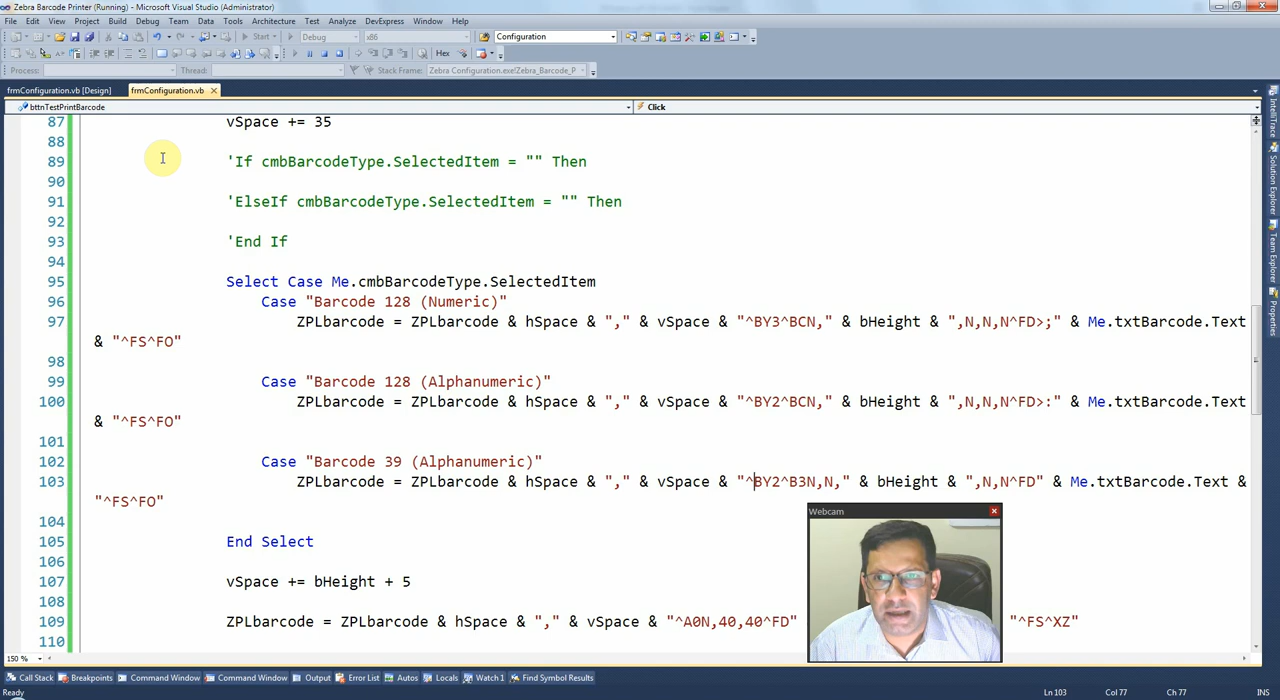 Zebra Barcode Printer (Running) - Microsoft Visual Studio (Administrator)
File Edit View Project Build Debug Team Data Tools Architecture Test Analyze DevExpress Window Help
Start Debug x86 Configuration
Hex
Process: Thread: Stack Frame: Zebra Configuration.exe!Zebra_Barcode_P
frmConfiguration.vb [Design] frmConfiguration.vb
bttnTestPrintBarcode Click
87 vSpace += 35
88
89 'If cmbBarcodeType.SelectedItem = "" Then
90
91 'ElseIf cmbBarcodeType.SelectedItem = "" Then
92
93 'End If
94
95 Select Case Me.cmbBarcodeType.SelectedItem
96 Case "Barcode 128 (Numeric)"
97 ZPLbarcode = ZPLbarcode & hSpace & "," & vSpace & "^BY3^BCN," & bHeight & ",N,N,N^FD>;" & Me.txtBarcode.Text
& "^FS^FO"
98
99 Case "Barcode 128 (Alphanumeric)"
100 ZPLbarcode = ZPLbarcode & hSpace & "," & vSpace & "^BY2^BCN," & bHeight & ",N,N,N^FD>:" & Me.txtBarcode.Text
& "^FS^FO"
101
102 Case "Barcode 39 (Alphanumeric)"
103 ZPLbarcode = ZPLbarcode & hSpace & "," & vSpace & "^BY2^B3N,N," & bHeight & ",N,N^FD" & Me.txtBarcode.Text &
"^FS^FO"
104
105 End Select
106
107 vSpace += bHeight + 5
108
109 ZPLbarcode = ZPLbarcode & hSpace & "," & vSpace & "^A0N,40,40^FD" "^FS^XZ"
110
Webcam
IntelliTrace
Solution Explorer
Team Explorer
Properties
150 %
Call Stack Breakpoints Command Window Command Window Output Error List Autos Locals Watch 1 Find Symbol Results
Ready Ln 103 Col 77 Ch 77 INS